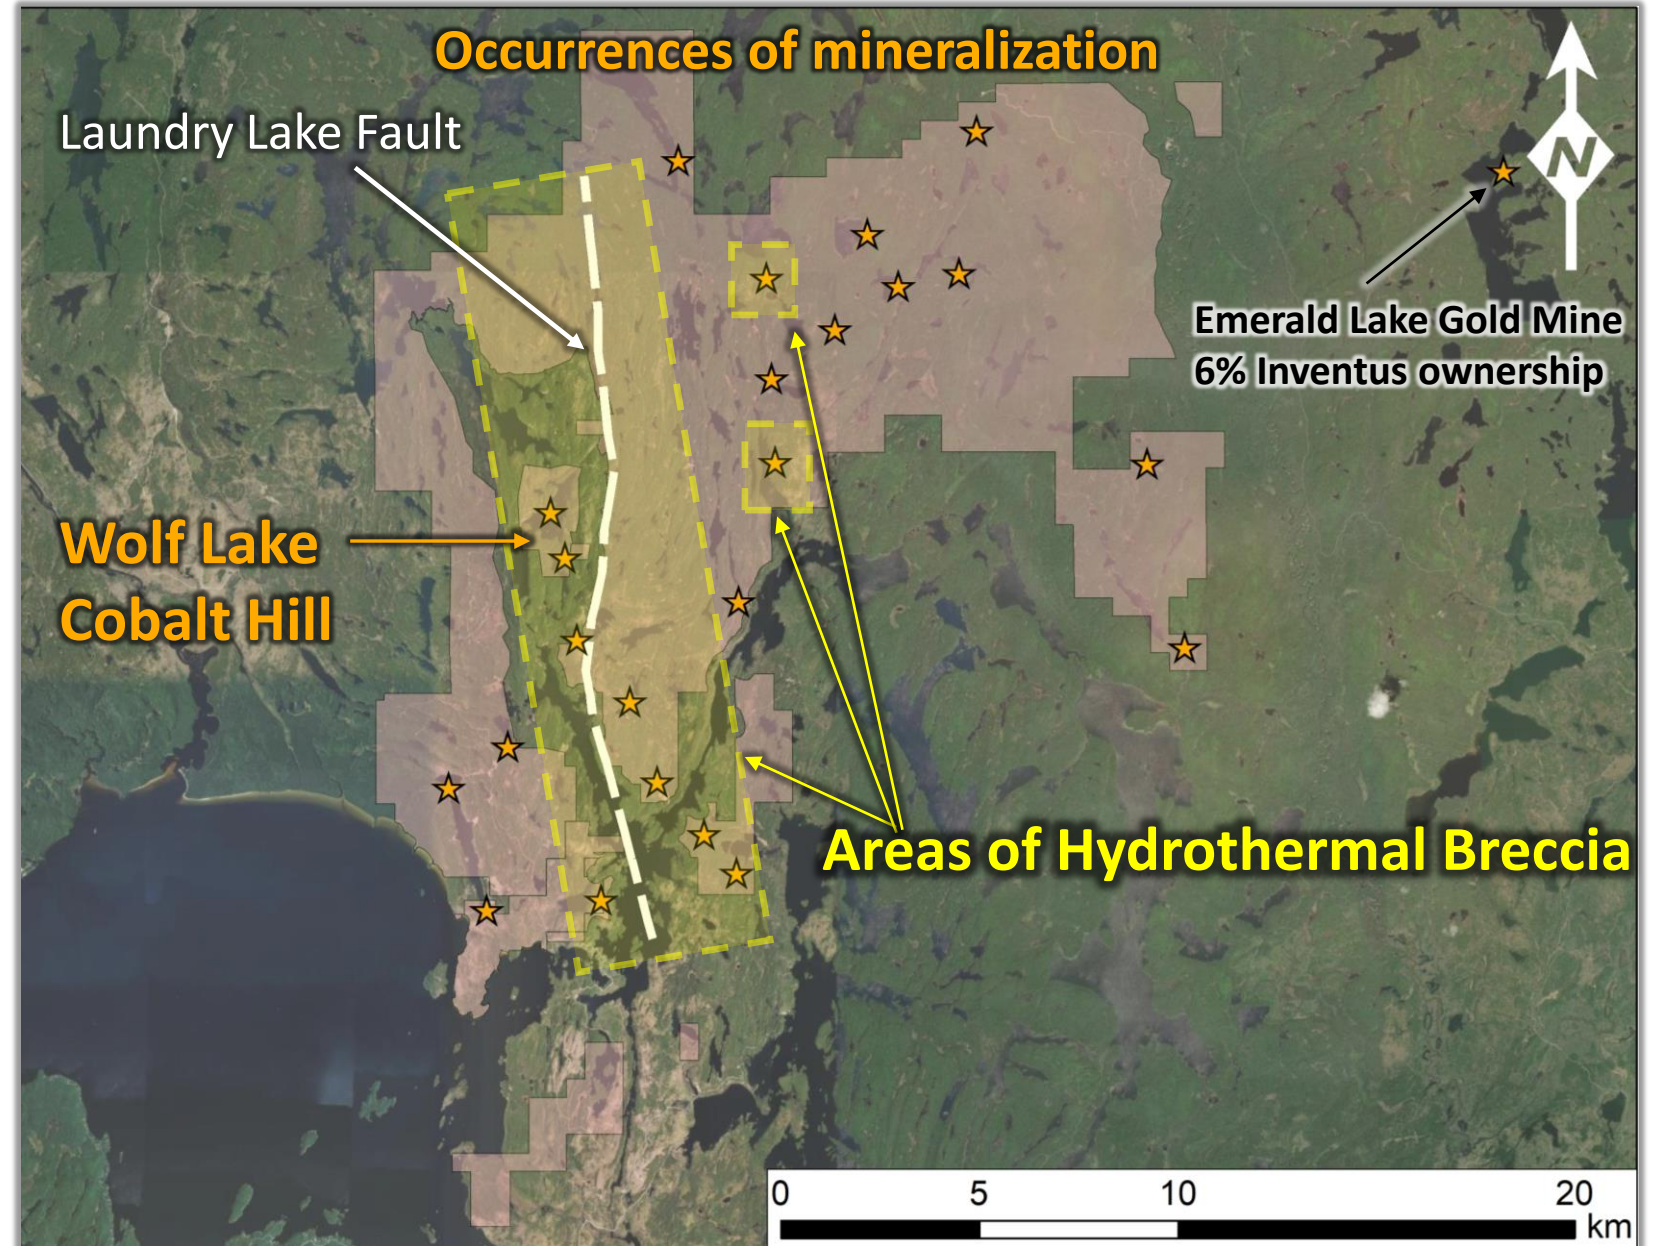 Occurrences of mineralization
Laundry Lake Fault
N
Emerald Lake Gold Mine
6% Inventus ownership
Wolf Lake
Cobalt Hill
Areas of Hydrothermal Breccia
0 5 10 20
km